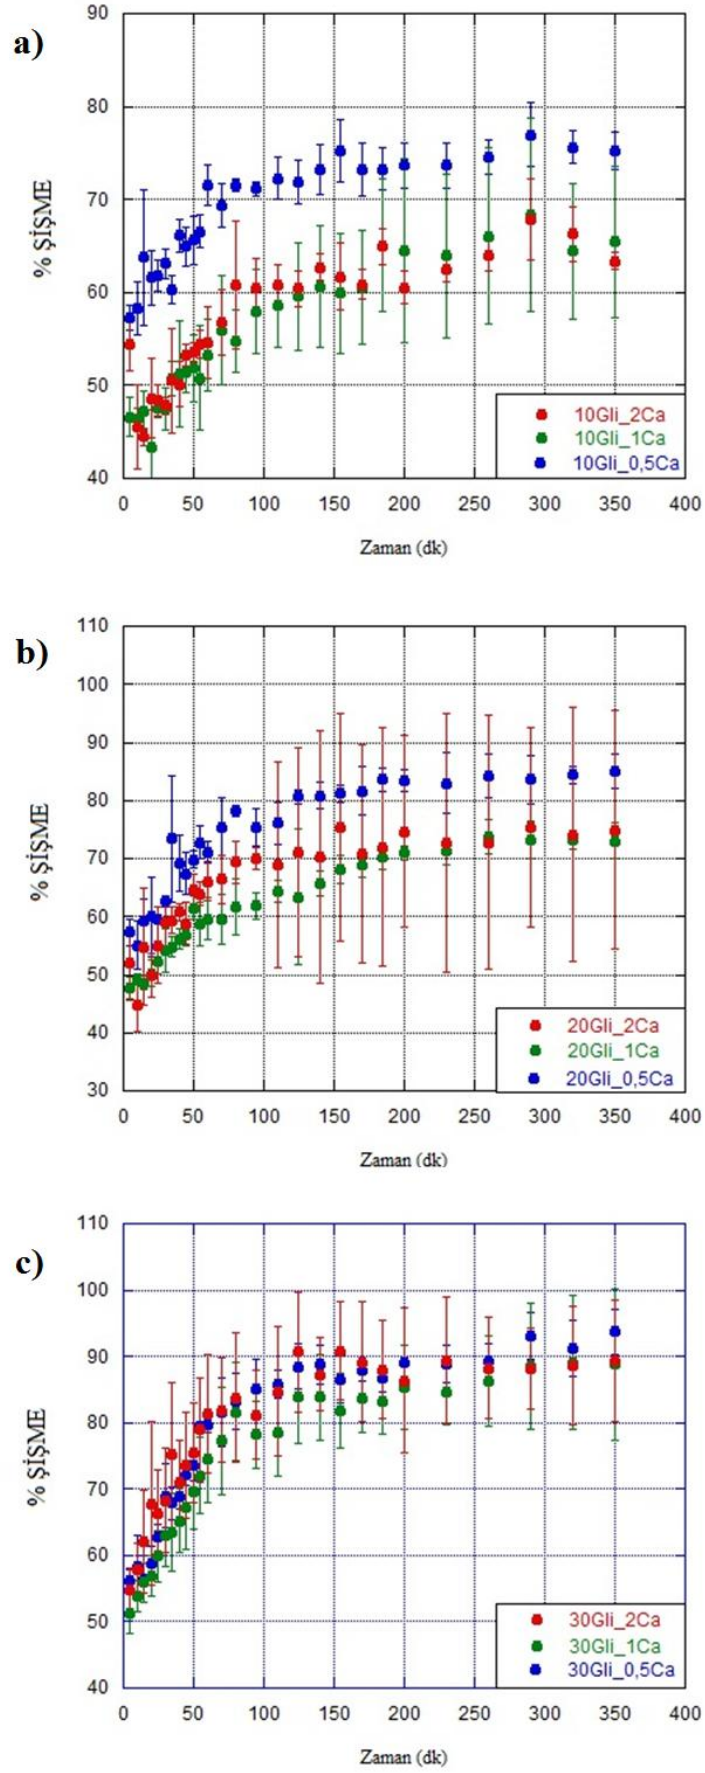 a)
90
80
70
60
50
40
% ŞİŞME
10Gli_2Ca
10Gli_1Ca
10Gli_0,5Ca
0 50 100 150 200 250 300 350 400
Zaman (dk)
b)
110
100
90
80
70
60
50
40
30
% ŞİŞME
20Gli_2Ca
20Gli_1Ca
20Gli_0,5Ca
0 50 100 150 200 250 300 350 400
Zaman (dk)
c)
110
100
90
80
70
60
50
40
% ŞİŞME
30Gli_2Ca
30Gli_1Ca
30Gli_0,5Ca
0 50 100 150 200 250 300 350 400
Zaman (dk)